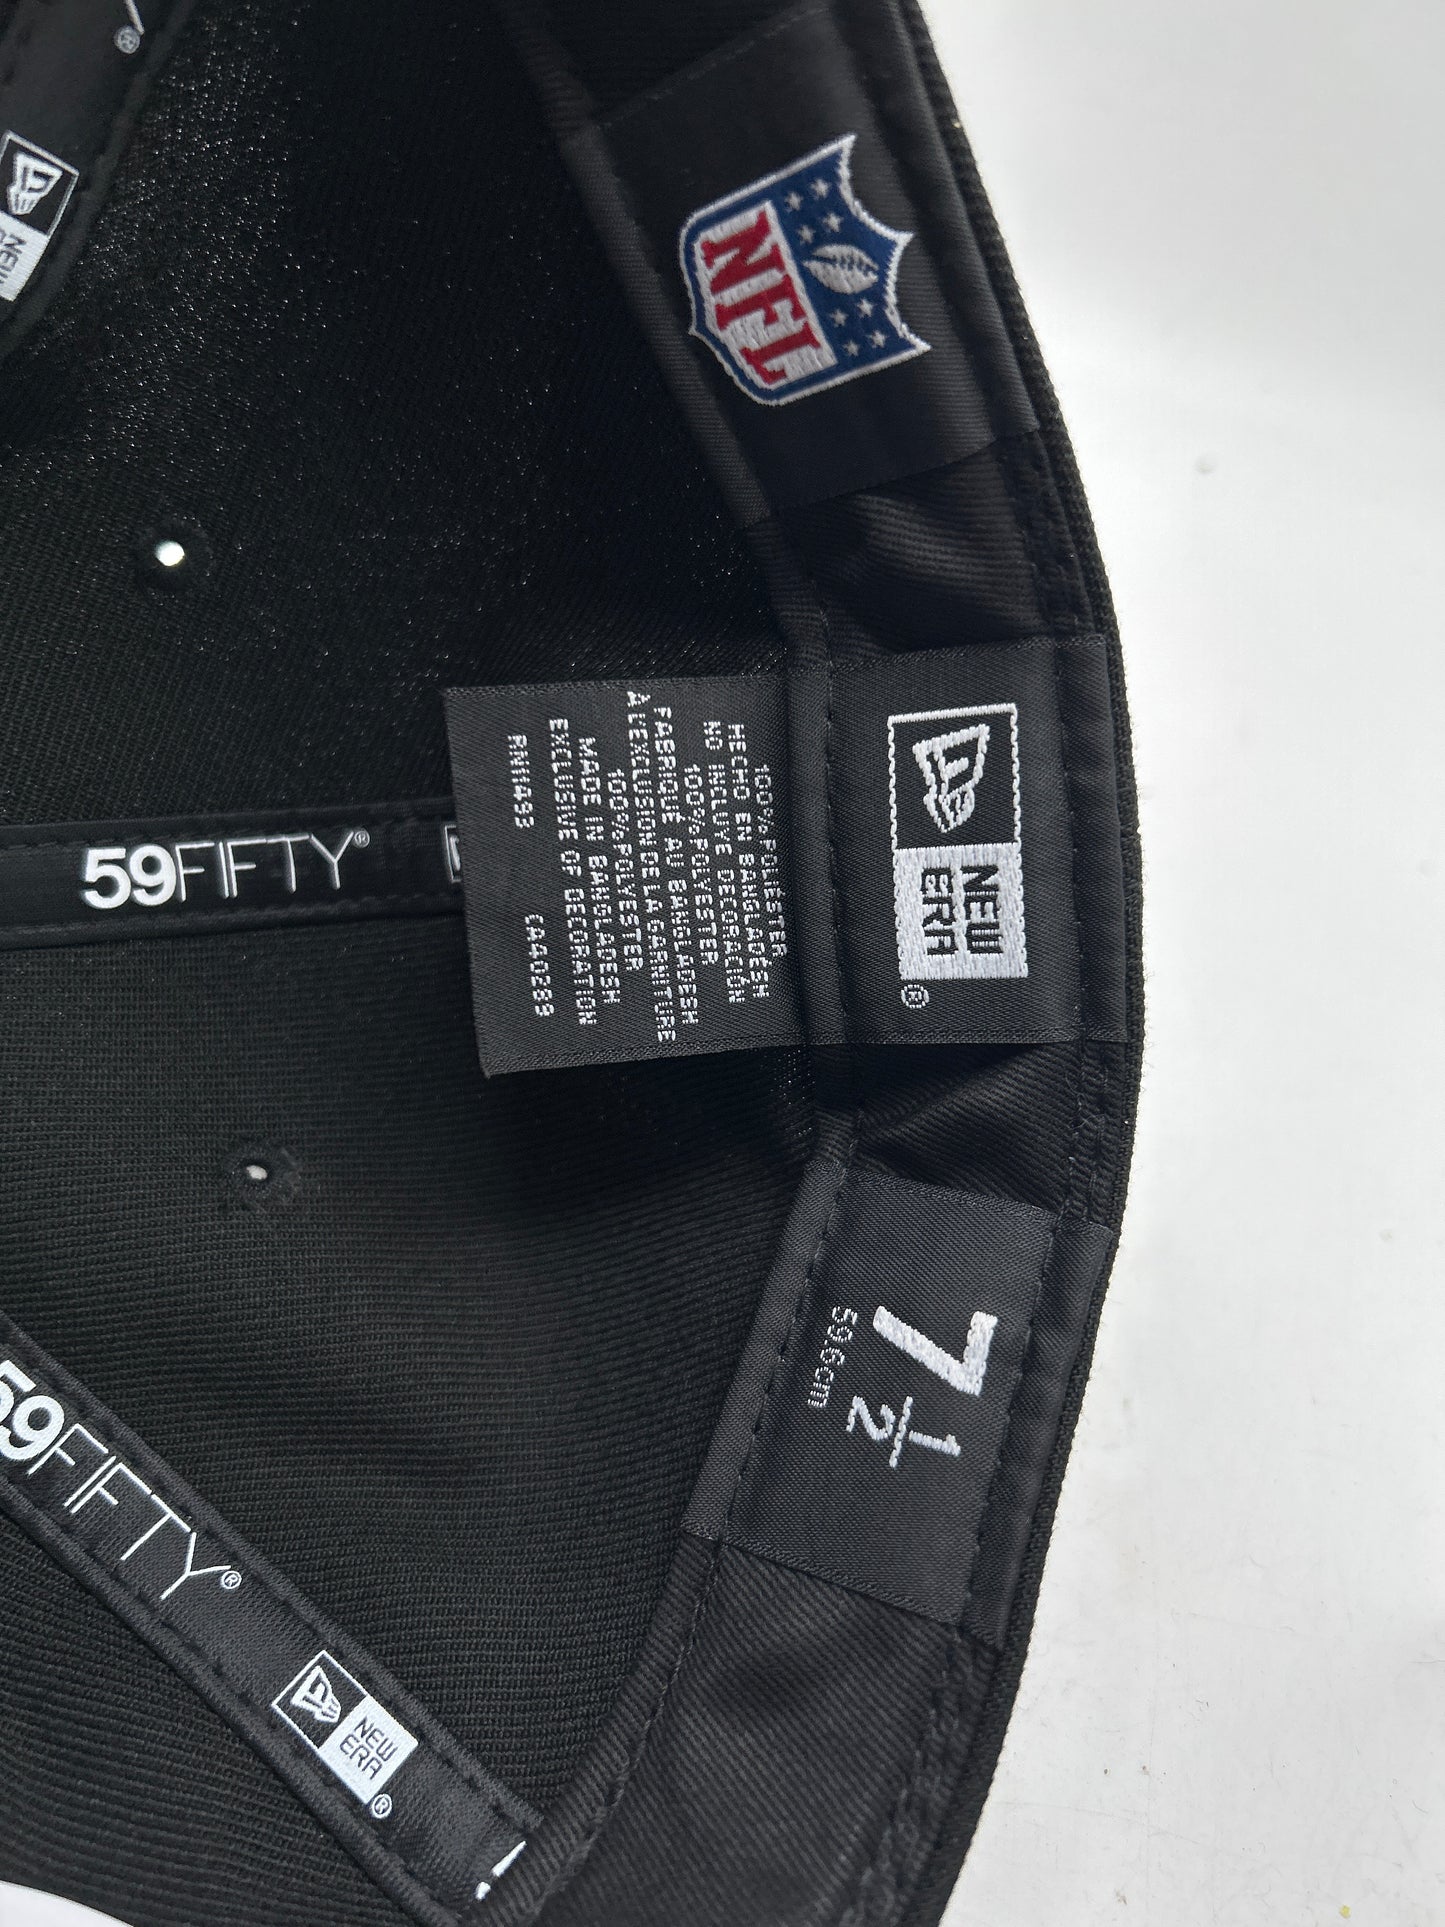 NFL
NEW
ERA
®
100% POLIÉSTER
HECHO EN BANGLADESH
NO INCLUYE DECORACIÓN
100% POLYESTER
FABRIQUÉ AU BANGLADESH
A L'EXCLUSION DE LA GARNITURE
100% POLYESTER
MADE IN BANGLADESH
EXCLUSIVE OF DECORATION
RN11493 CA40289
7 1/2
59.6cm
59FIFTY®
59FIFTY®
NEW
ERA
®
NEW
®